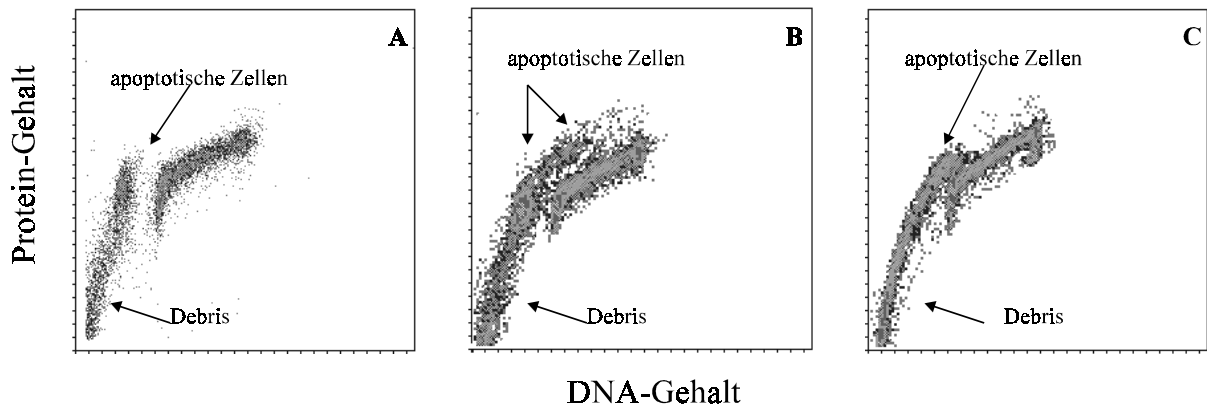 Protein-Gehalt
A
apoptotische Zellen
Debris
B
apoptotische Zellen
Debris
C
apoptotische Zellen
Debris
DNA-Gehalt